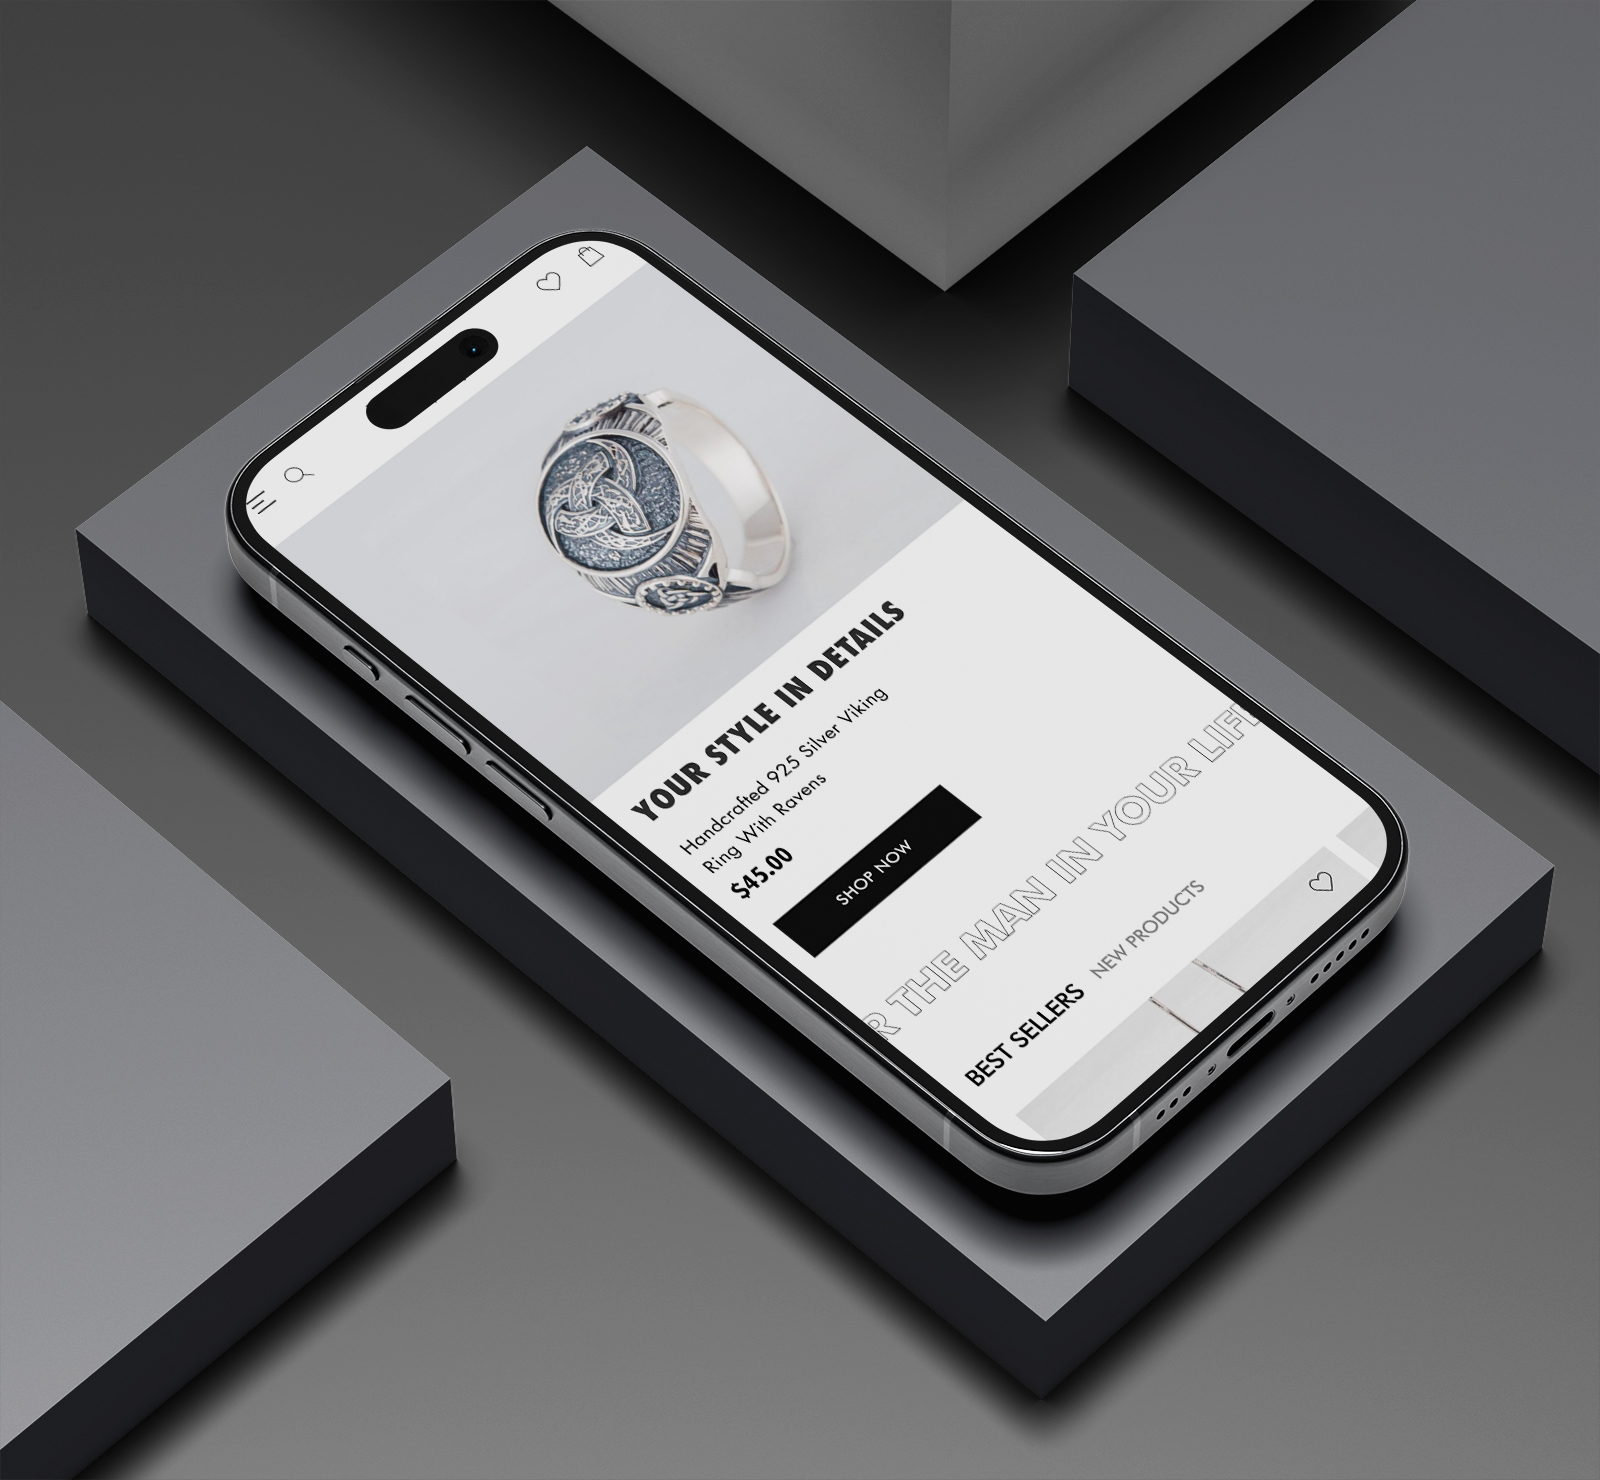 YOUR STYLE IN DETAILS
Handcrafted 925 Silver Viking
Ring With Ravens
$45.00
SHOP NOW
R THE MAN IN YOUR LIFE
BEST SELLERS NEW PRODUCTS